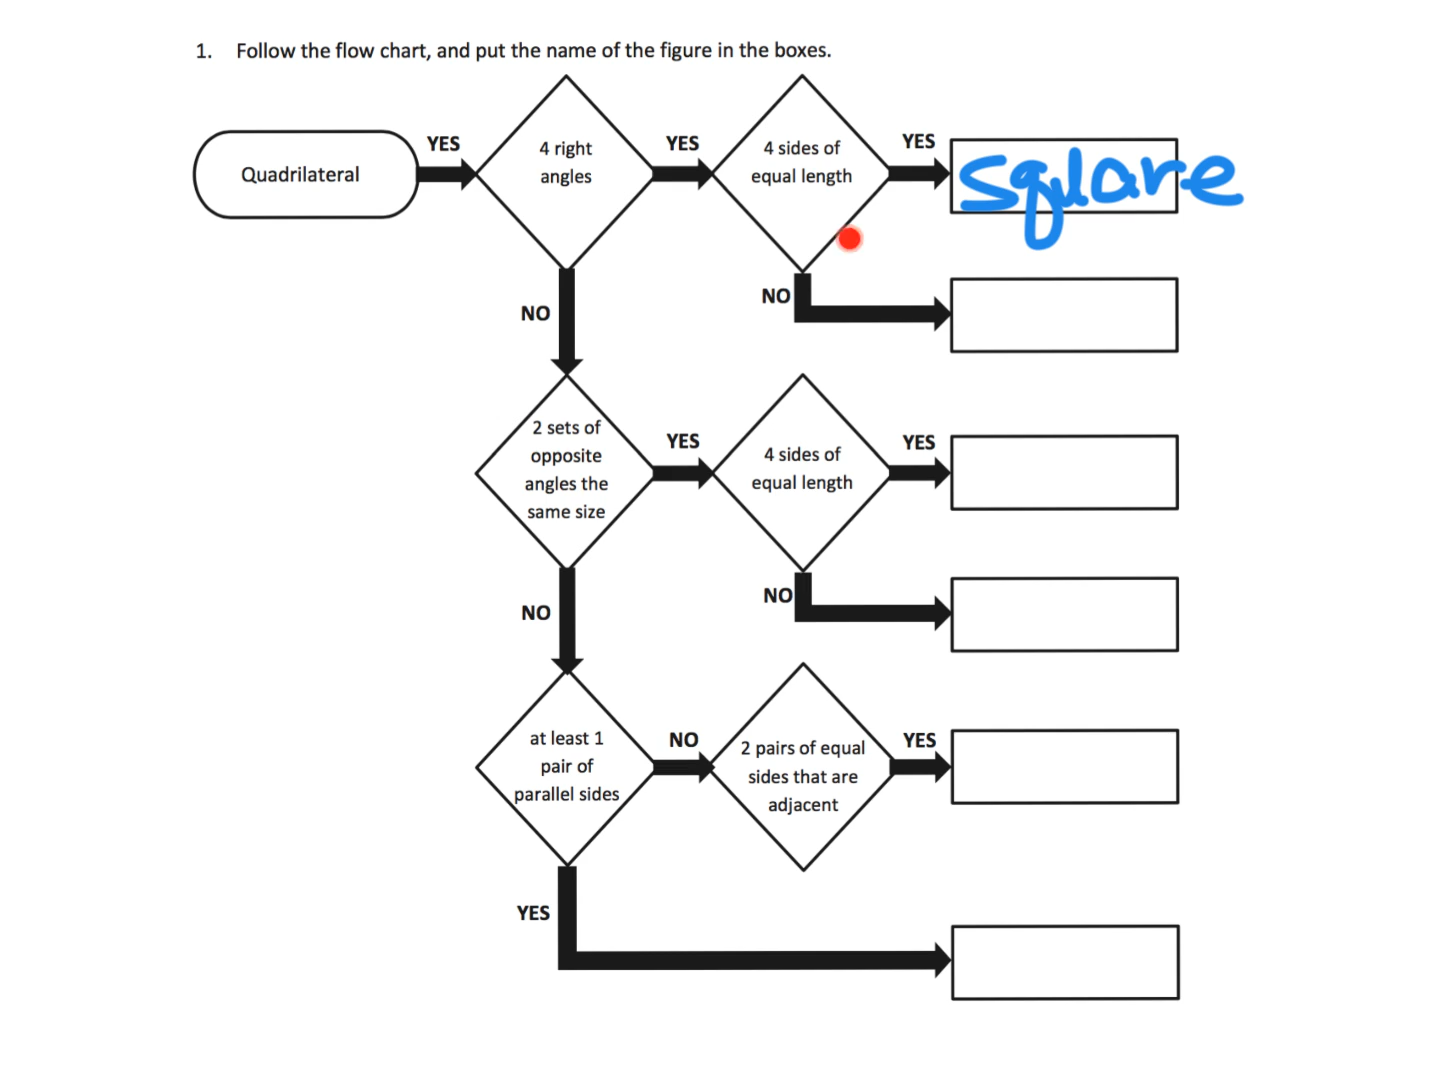 1. Follow the flow chart, and put the name of the figure in the boxes.
Quadrilateral
YES
4 right
angles
YES
4 sides of
equal length
YES
square
NO
NO
2 sets of
opposite
angles the
same size
YES
4 sides of
equal length
YES
NO
NO
at least 1
pair of
parallel sides
NO
2 pairs of equal
sides that are
adjacent
YES
YES